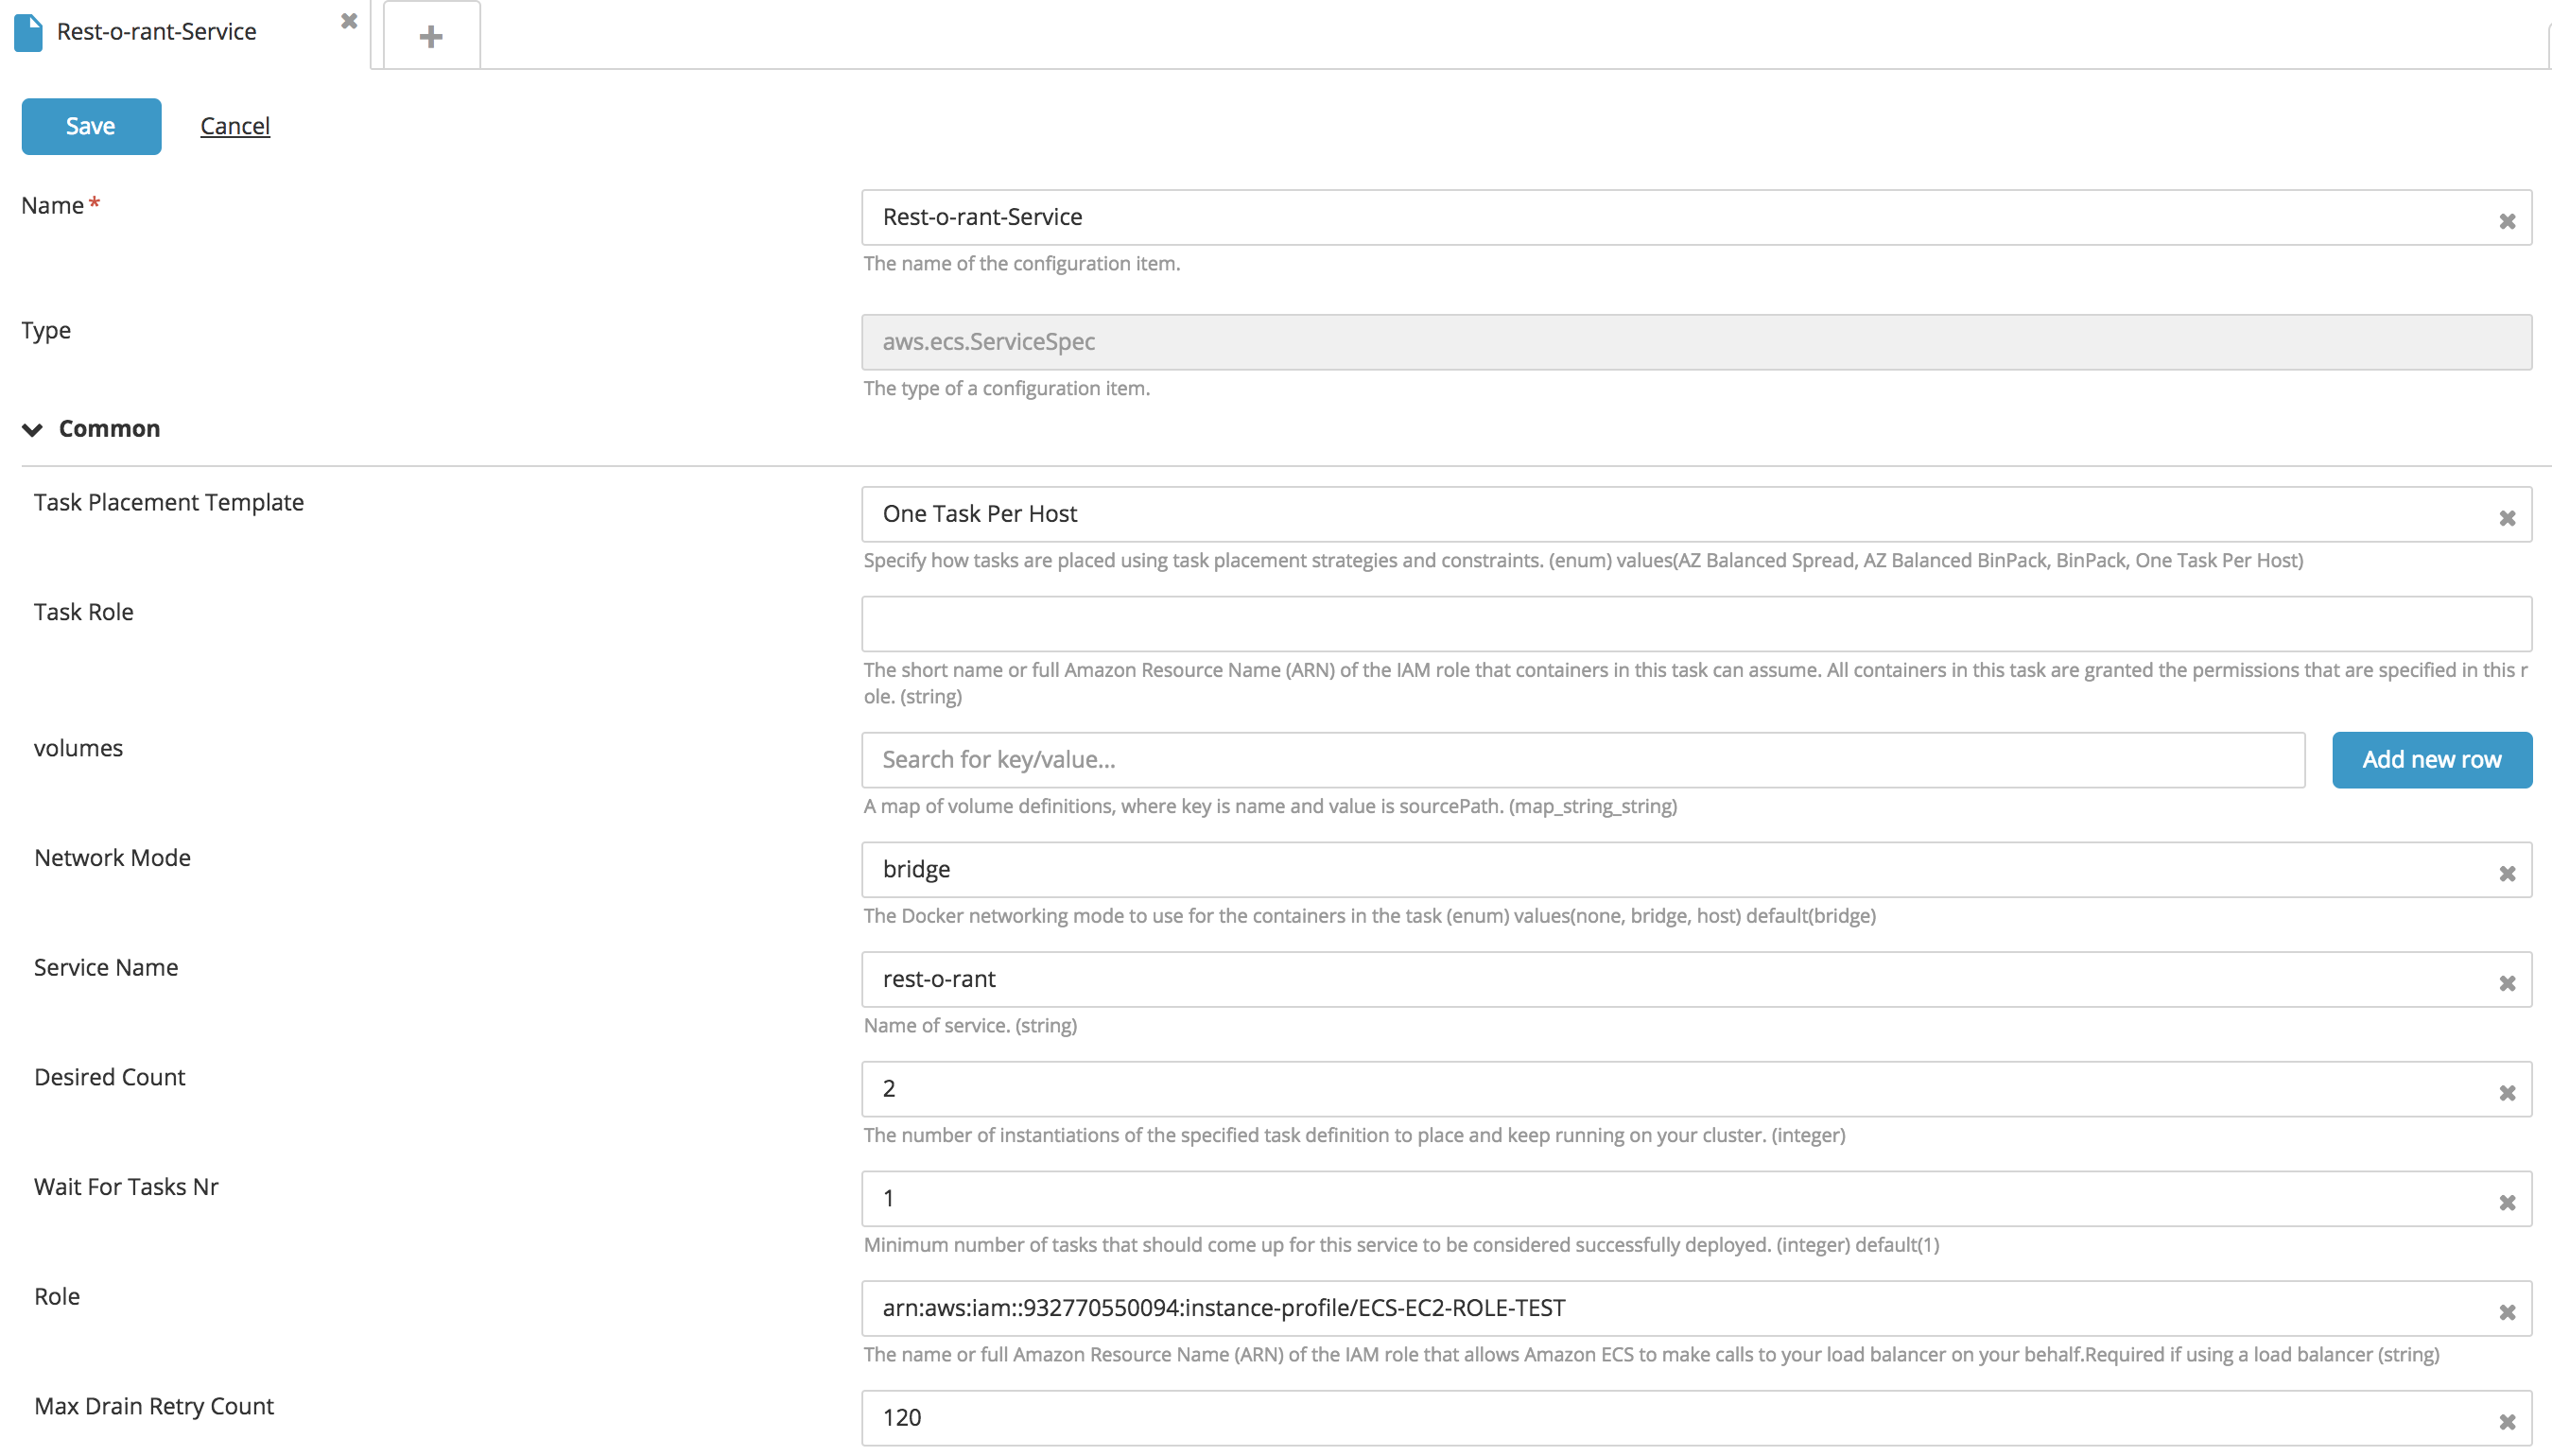 Rest-o-rant-Service
Save Cancel
Name*
Rest-o-rant-Service
The name of the configuration item.
Type
aws.ecs.ServiceSpec
The type of a configuration item.
Common
Task Placement Template
One Task Per Host
Specify how tasks are placed using task placement strategies and constraints. (enum) values(AZ Balanced Spread, AZ Balanced BinPack, BinPack, One Task Per Host)
Task Role
The short name or full Amazon Resource Name (ARN) of the IAM role that containers in this task can assume. All containers in this task are granted the permissions that are specified in this r
ole. (string)
volumes
Search for key/value... Add new row
A map of volume definitions, where key is name and value is sourcePath. (map_string_string)
Network Mode
bridge
The Docker networking mode to use for the containers in the task (enum) values(none, bridge, host) default(bridge)
Service Name
rest-o-rant
Name of service. (string)
Desired Count
2
The number of instantiations of the specified task definition to place and keep running on your cluster. (integer)
Wait For Tasks Nr
1
Minimum number of tasks that should come up for this service to be considered successfully deployed. (integer) default(1)
Role
arn:aws:iam::932770550094:instance-profile/ECS-EC2-ROLE-TEST
The name or full Amazon Resource Name (ARN) of the IAM role that allows Amazon ECS to make calls to your load balancer on your behalf.Required if using a load balancer (string)
Max Drain Retry Count
120